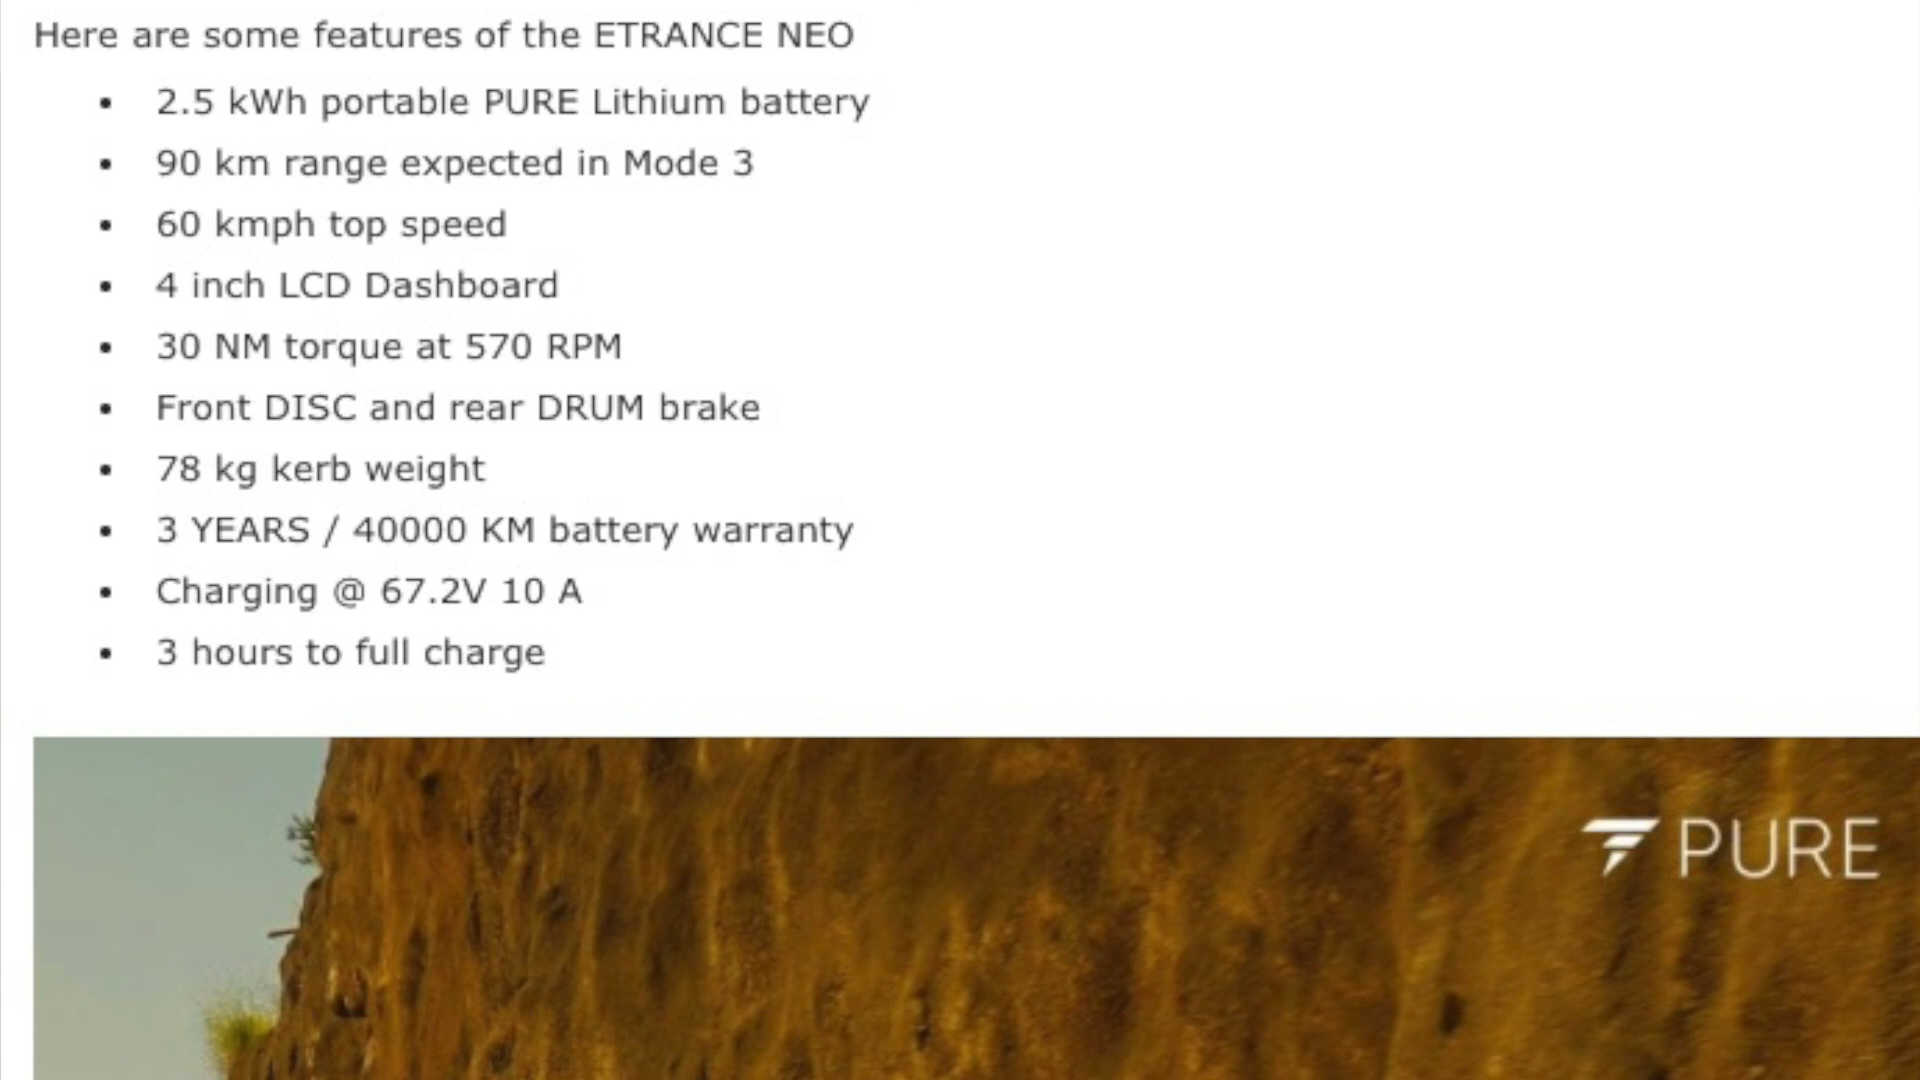 Here are some features of the ETRANCE NEO
• 2.5 kWh portable PURE Lithium battery
• 90 km range expected in Mode 3
• 60 kmph top speed
• 4 inch LCD Dashboard
• 30 NM torque at 570 RPM
• Front DISC and rear DRUM brake
• 78 kg kerb weight
• 3 YEARS / 40000 KM battery warranty
• Charging @ 67.2V 10 A
• 3 hours to full charge
PURE